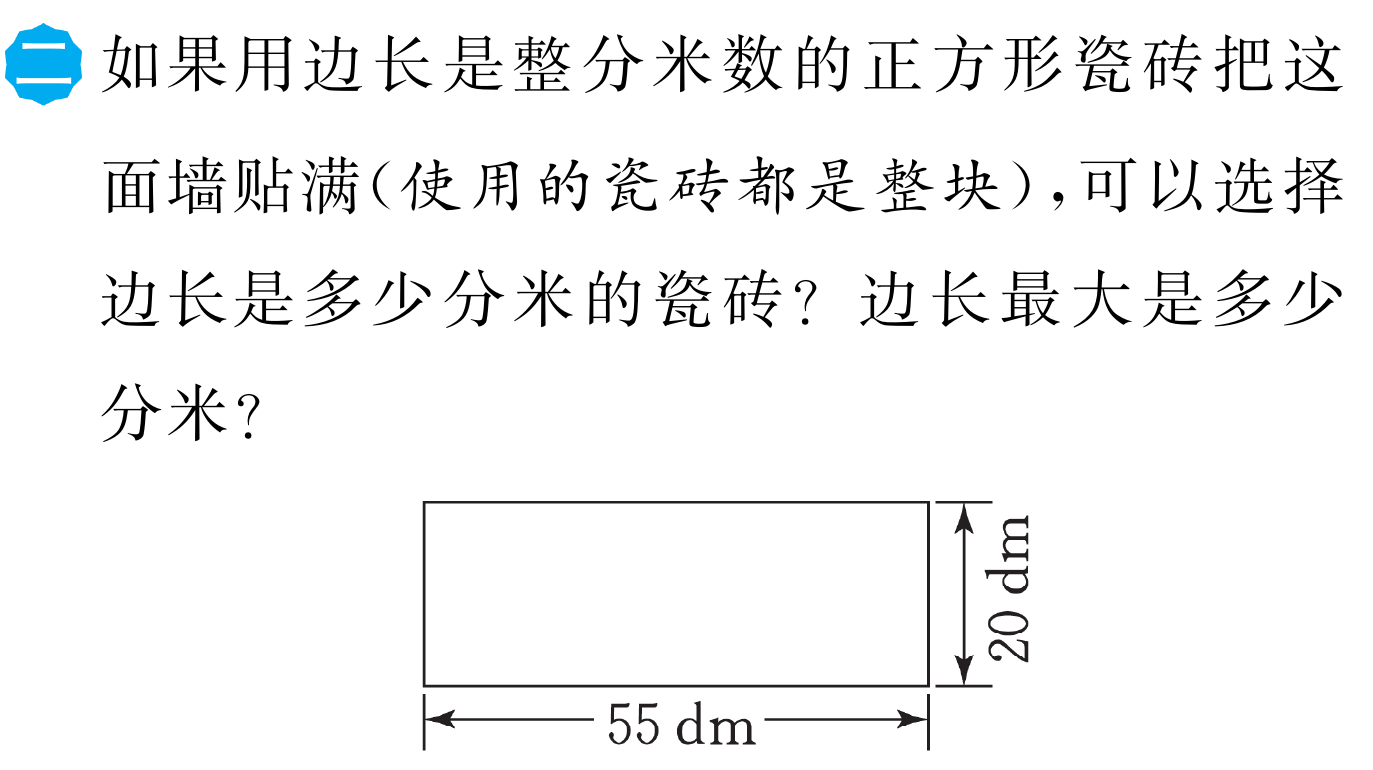 二 如果用边长是整分米数的正方形瓷砖把这
面墙贴满(使用的瓷砖都是整块),可以选择
边长是多少分米的瓷砖? 边长最大是多少
分米?
20 dm
55 dm